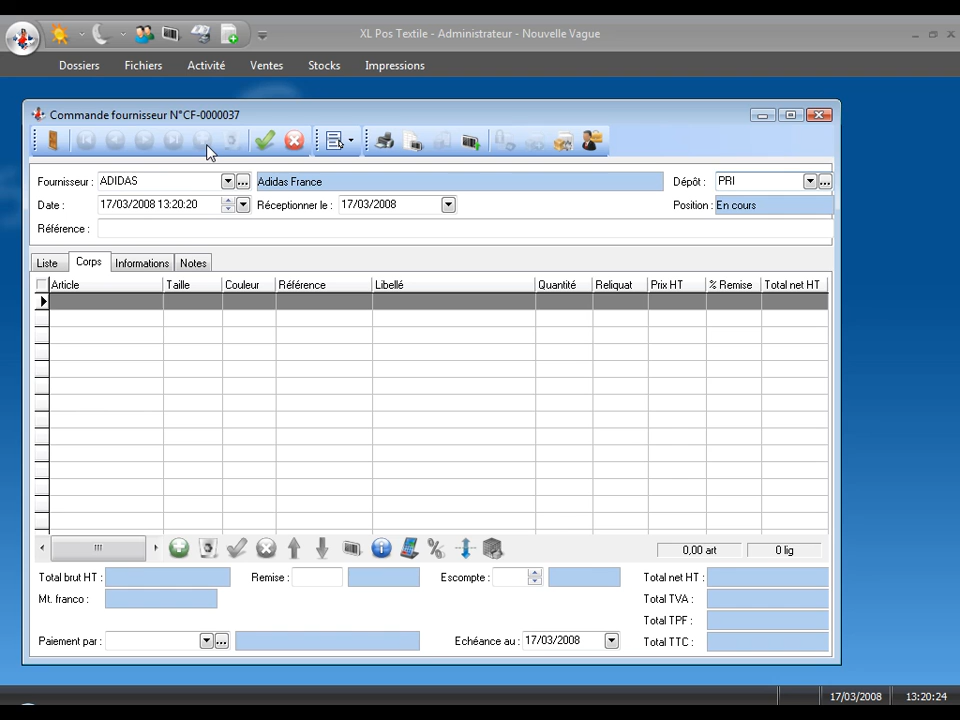 XL Pos Textile - Administrateur - Nouvelle Vague
Dossiers Fichiers Activité Ventes Stocks Impressions
Commande fournisseur N°CF-0000037
Fournisseur : ADIDAS Adidas France Dépôt : PRI
Date : 17/03/2008 13:20:20 Réceptionner le : 17/03/2008 Position : En cours
Référence :
Liste Corps Informations Notes
Article Taille Couleur Référence Libellé Quantité Reliquat Prix HT % Remise Total net HT
0,00 art 0 lig
Total brut HT : Remise : Escompte : Total net HT :
Mt. franco : Total TVA :
Total TPF :
Paiement par : Echéance au : 17/03/2008 Total TTC :
17/03/2008 13:20:24